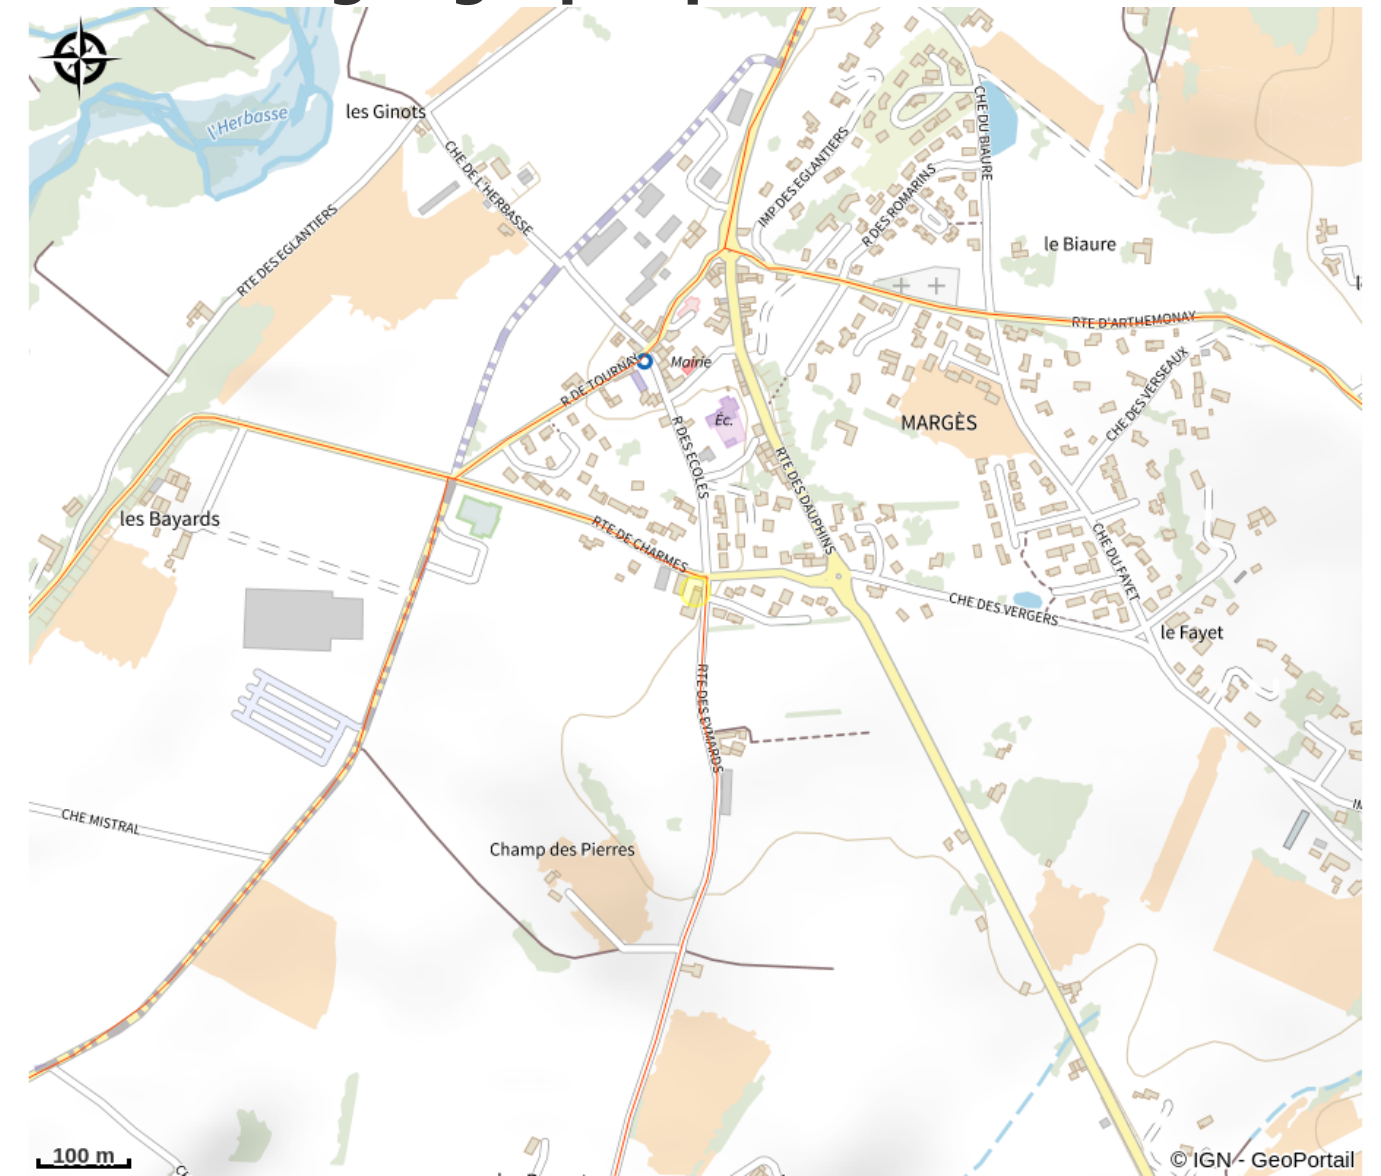 les Ginots
l'Herbasse
CHE DE L'HERBASSE
RTE DES EGLANTIERS
IMP DES EGLANTIERS
CHE DU BIAURE
R DES ROMARINS
le Biaure
RTE D'ARTHEMONAY
R DE TOURNAY
Mairie
CHE DES VERSEAUX
Éc.
MARGÈS
R DES ECOLES
RTE DES DAUPHINS
les Bayards
RTE DE CHARMES
CHE DU FAYET
CHE DES VERGERS
le Fayet
RTE DES EYMARDS
CHE MISTRAL
Champ des Pierres
100 m
© IGN - GeoPortail